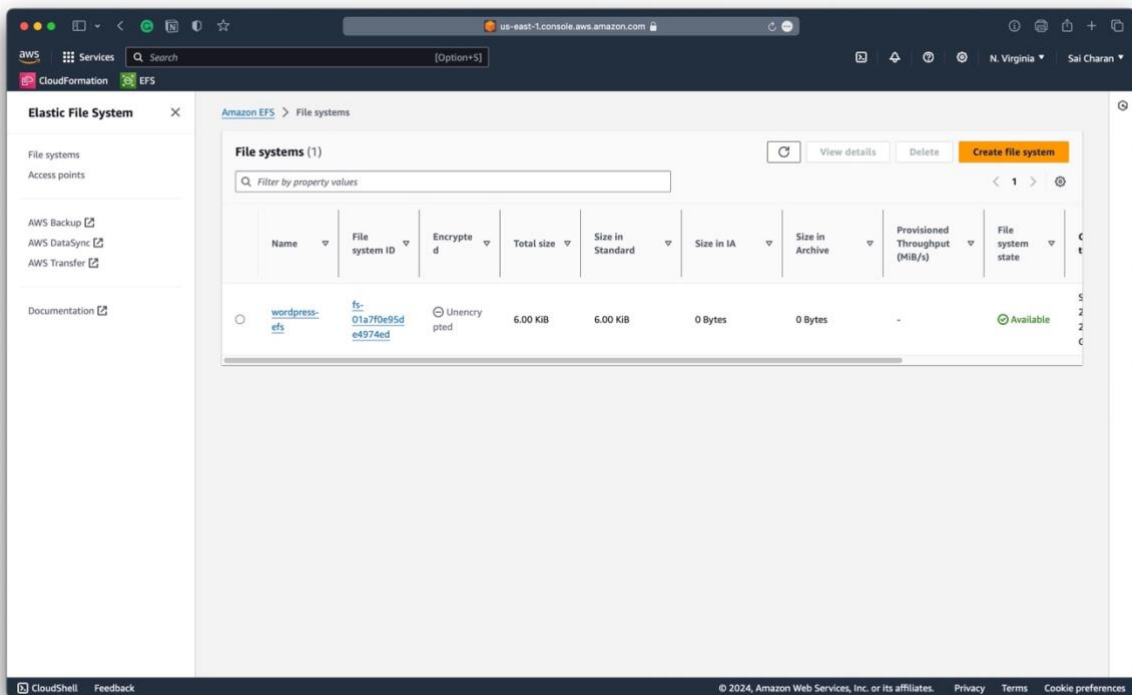 us-east-1.console.aws.amazon.com
aws Services Search [Option+S] N. Virginia Sai Charan
CloudFormation EFS
Elastic File System
File systems
Access points
AWS Backup
AWS DataSync
AWS Transfer
Documentation
Amazon EFS > File systems
File systems (1)
View details
Delete
Create file system
Filter by property values
1
Name
File
system ID
Encrypte
d
Total size
Size in
Standard
Size in IA
Size in
Archive
Provisioned
Throughput
(MiB/s)
File
system
state
wordpress-
efs
fs-
01a7f0e95d
e4974ed
Unencry
pted
6.00 KiB
6.00 KiB
0 Bytes
0 Bytes
-
Available
CloudShell Feedback © 2024, Amazon Web Services, Inc. or its affiliates. Privacy Terms Cookie preferences